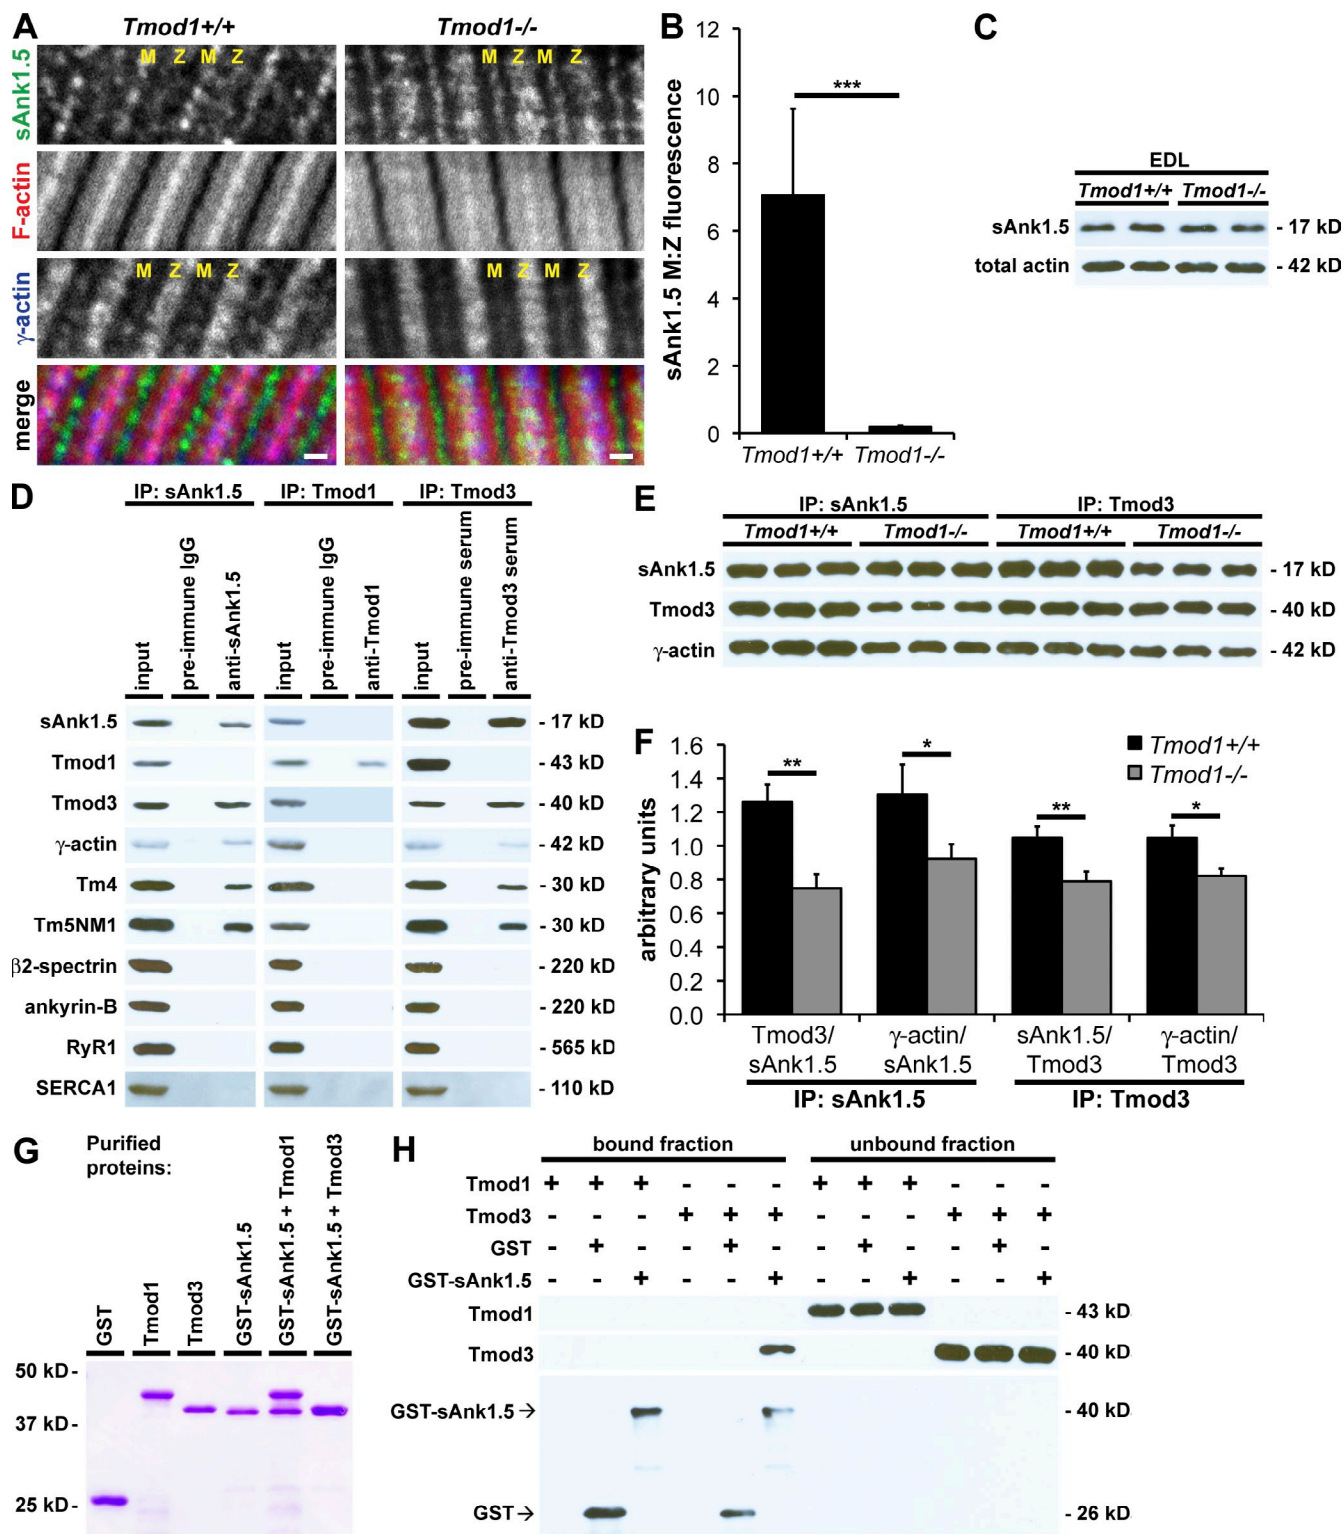 A
Tmod1+/+
Tmod1-/-
sAnk1.5
M Z M Z
M Z M Z
F-actin
γ-actin
M Z M Z
M Z M Z
merge
B
sAnk1.5 M:Z fluorescence
12
10
8
6
4
2
0
***
Tmod1+/+ Tmod1-/-
C
EDL
Tmod1+/+ Tmod1-/-
sAnk1.5 - 17 kD
total actin - 42 kD
D
IP: sAnk1.5 IP: Tmod1 IP: Tmod3
input
pre-immune IgG
anti-sAnk1.5
input
pre-immune IgG
anti-Tmod1
input
pre-immune serum
anti-Tmod3 serum
sAnk1.5 - 17 kD
Tmod1 - 43 kD
Tmod3 - 40 kD
γ-actin - 42 kD
Tm4 - 30 kD
Tm5NM1 - 30 kD
β2-spectrin - 220 kD
ankyrin-B - 220 kD
RyR1 - 565 kD
SERCA1 - 110 kD
E
IP: sAnk1.5 IP: Tmod3
Tmod1+/+ Tmod1-/- Tmod1+/+ Tmod1-/-
sAnk1.5 - 17 kD
Tmod3 - 40 kD
γ-actin - 42 kD
F
arbitrary units
1.6
1.4
1.2
1.0
0.8
0.6
0.4
0.2
0.0
Tmod1+/+
Tmod1-/-
** * ** *
Tmod3/ γ-actin/ sAnk1.5/ γ-actin/
sAnk1.5 sAnk1.5 Tmod3 Tmod3
IP: sAnk1.5 IP: Tmod3
G
Purified
proteins:
GST
Tmod1
Tmod3
GST-sAnk1.5
GST-sAnk1.5 + Tmod1
GST-sAnk1.5 + Tmod3
50 kD -
37 kD -
25 kD -
H
bound fraction unbound fraction
Tmod1 + + + - - - + + + - - -
Tmod3 - - - + + + - - - + + +
GST - + - - + - - + - - + -
GST-sAnk1.5 - - + - - + - - + - - +
Tmod1 - 43 kD
Tmod3 - 40 kD
GST-sAnk1.5 → - 40 kD
GST → - 26 kD